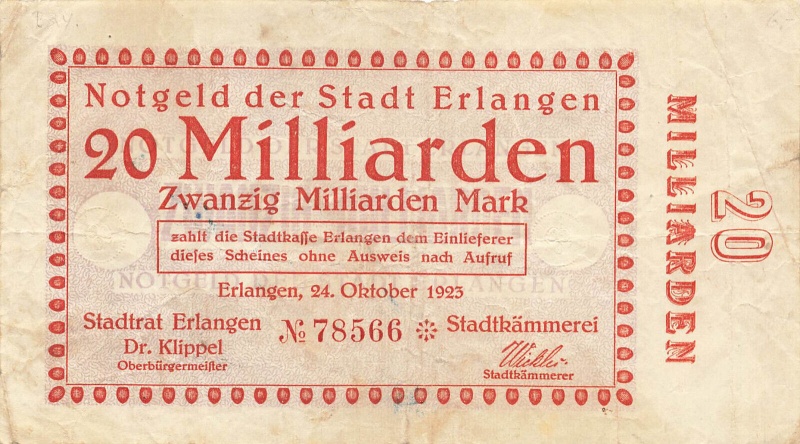 Notgeld der Stadt Erlangen
20 Milliarden
Zwanzig Milliarden Mark
zahlt die Stadtkaſſe Erlangen dem Einlieferer
dieſes Scheines ohne Ausweis nach Aufruf
Erlangen, 24. Oktober 1923
Stadtrat Erlangen
Dr. Klippel
Oberbürgermeiſter
№ 78566 ❊
Stadtkämmerei
Stadtkämmerer
20
MILLIARDEN